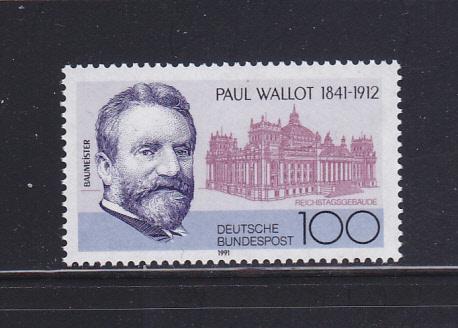 PAUL WALLOT 1841-1912
BAUMEISTER
REICHSTAGSGEBÄUDE
DEUTSCHE
BUNDESPOST
100
1991